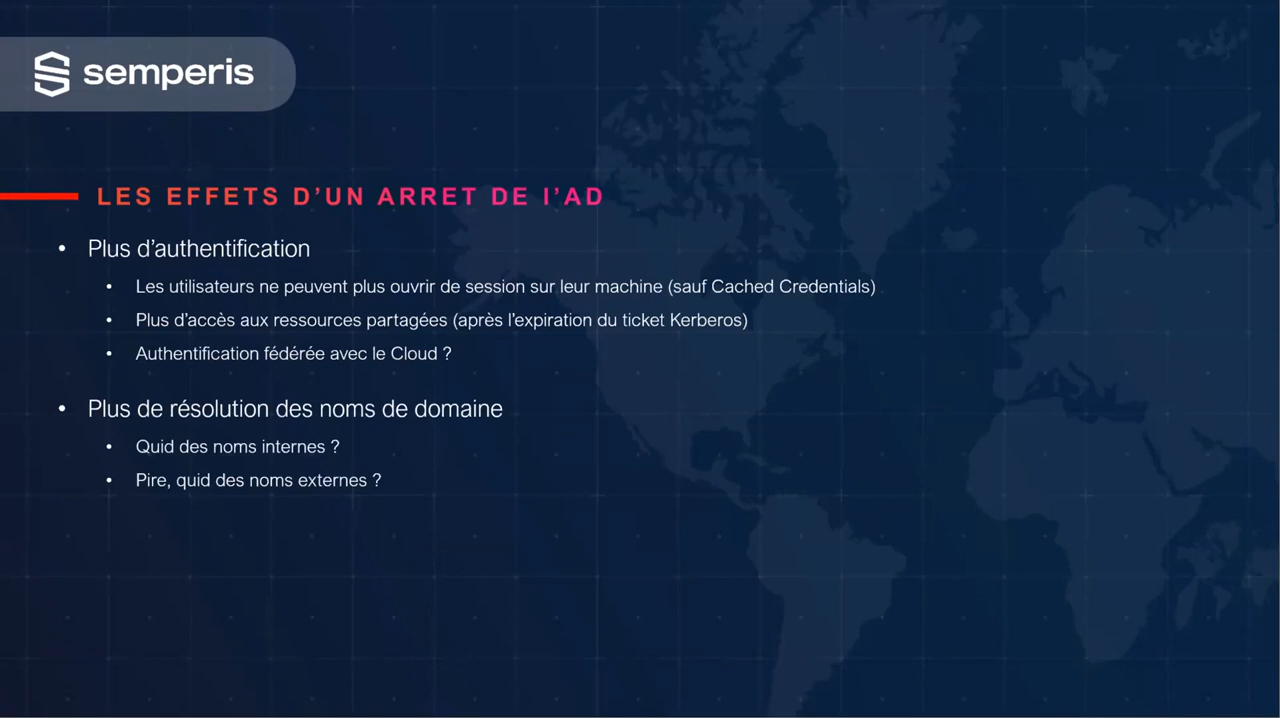 semperis
LES EFFETS D’UN ARRET DE l’AD
• Plus d’authentification
• Les utilisateurs ne peuvent plus ouvrir de session sur leur machine (sauf Cached Credentials)
• Plus d’accès aux ressources partagées (après l’expiration du ticket Kerberos)
• Authentification fédérée avec le Cloud ?
• Plus de résolution des noms de domaine
• Quid des noms internes ?
• Pire, quid des noms externes ?